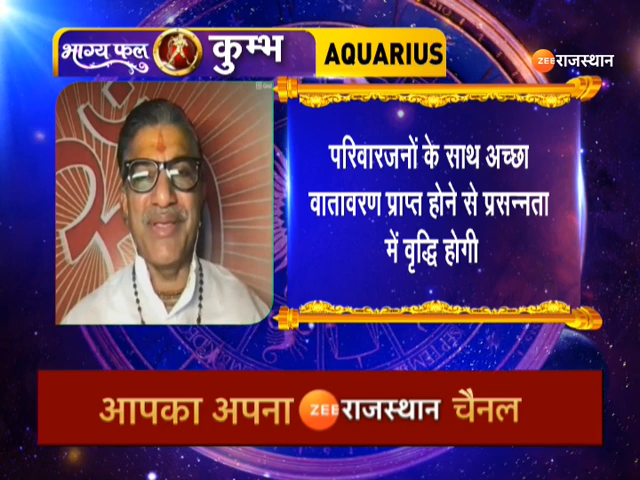 भाग्य फल कुम्भ AQUARIUS
ZEE राजस्थान
परिवारजनों के साथ अच्छा
वातावरण प्राप्त होने से प्रसन्नता
में वृद्धि होगी
आपका अपना ZEE राजस्थान चैनल